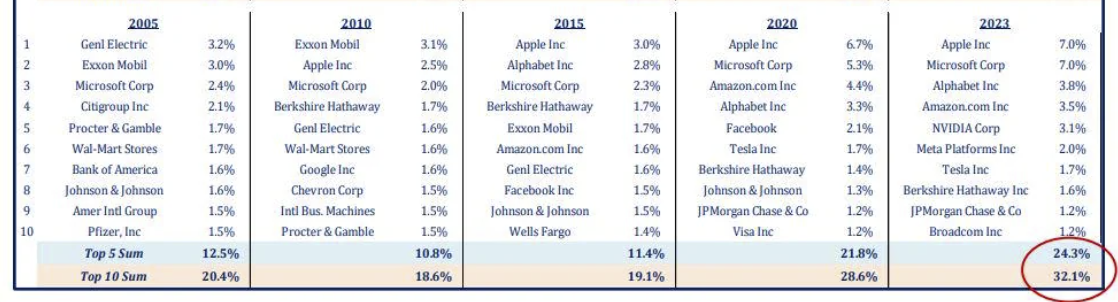 2005 2010 2015 2020 2023
1 Genl Electric 3.2% Exxon Mobil 3.1% Apple Inc 3.0% Apple Inc 6.7% Apple Inc 7.0%
2 Exxon Mobil 3.0% Apple Inc 2.5% Alphabet Inc 2.8% Microsoft Corp 5.3% Microsoft Corp 7.0%
3 Microsoft Corp 2.4% Microsoft Corp 2.0% Microsoft Corp 2.3% Amazon.com Inc 4.4% Alphabet Inc 3.8%
4 Citigroup Inc 2.1% Berkshire Hathaway 1.7% Berkshire Hathaway 1.7% Alphabet Inc 3.3% Amazon.com Inc 3.5%
5 Procter & Gamble 1.7% Genl Electric 1.6% Exxon Mobil 1.7% Facebook 2.1% NVIDIA Corp 3.1%
6 Wal-Mart Stores 1.7% Wal-Mart Stores 1.6% Amazon.com Inc 1.6% Tesla Inc 1.7% Meta Platforms Inc 2.0%
7 Bank of America 1.6% Google Inc 1.6% Genl Electric 1.6% Berkshire Hathaway 1.4% Tesla Inc 1.7%
8 Johnson & Johnson 1.6% Chevron Corp 1.5% Facebook Inc 1.5% Johnson & Johnson 1.3% Berkshire Hathaway Inc 1.6%
9 Amer Intl Group 1.5% Intl Bus. Machines 1.5% Johnson & Johnson 1.5% JPMorgan Chase & Co 1.2% JPMorgan Chase & Co 1.2%
10 Pfizer, Inc 1.5% Procter & Gamble 1.5% Wells Fargo 1.4% Visa Inc 1.2% Broadcom Inc 1.2%
Top 5 Sum 12.5% 10.8% 11.4% 21.8% 24.3%
Top 10 Sum 20.4% 18.6% 19.1% 28.6% 32.1%